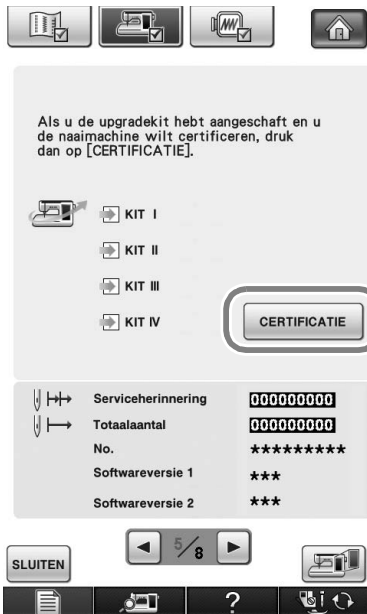 Als u de upgradekit hebt aangeschaft en u
de naaimachine wilt certificeren, druk
dan op [CERTIFICATIE].
KIT I
KIT II
KIT III
KIT IV
CERTIFICATIE
Serviceherinnering 000000000
Totaalaantal 000000000
No. *********
Softwareversie 1 ***
Softwareversie 2 ***
SLUITEN
5/8
?